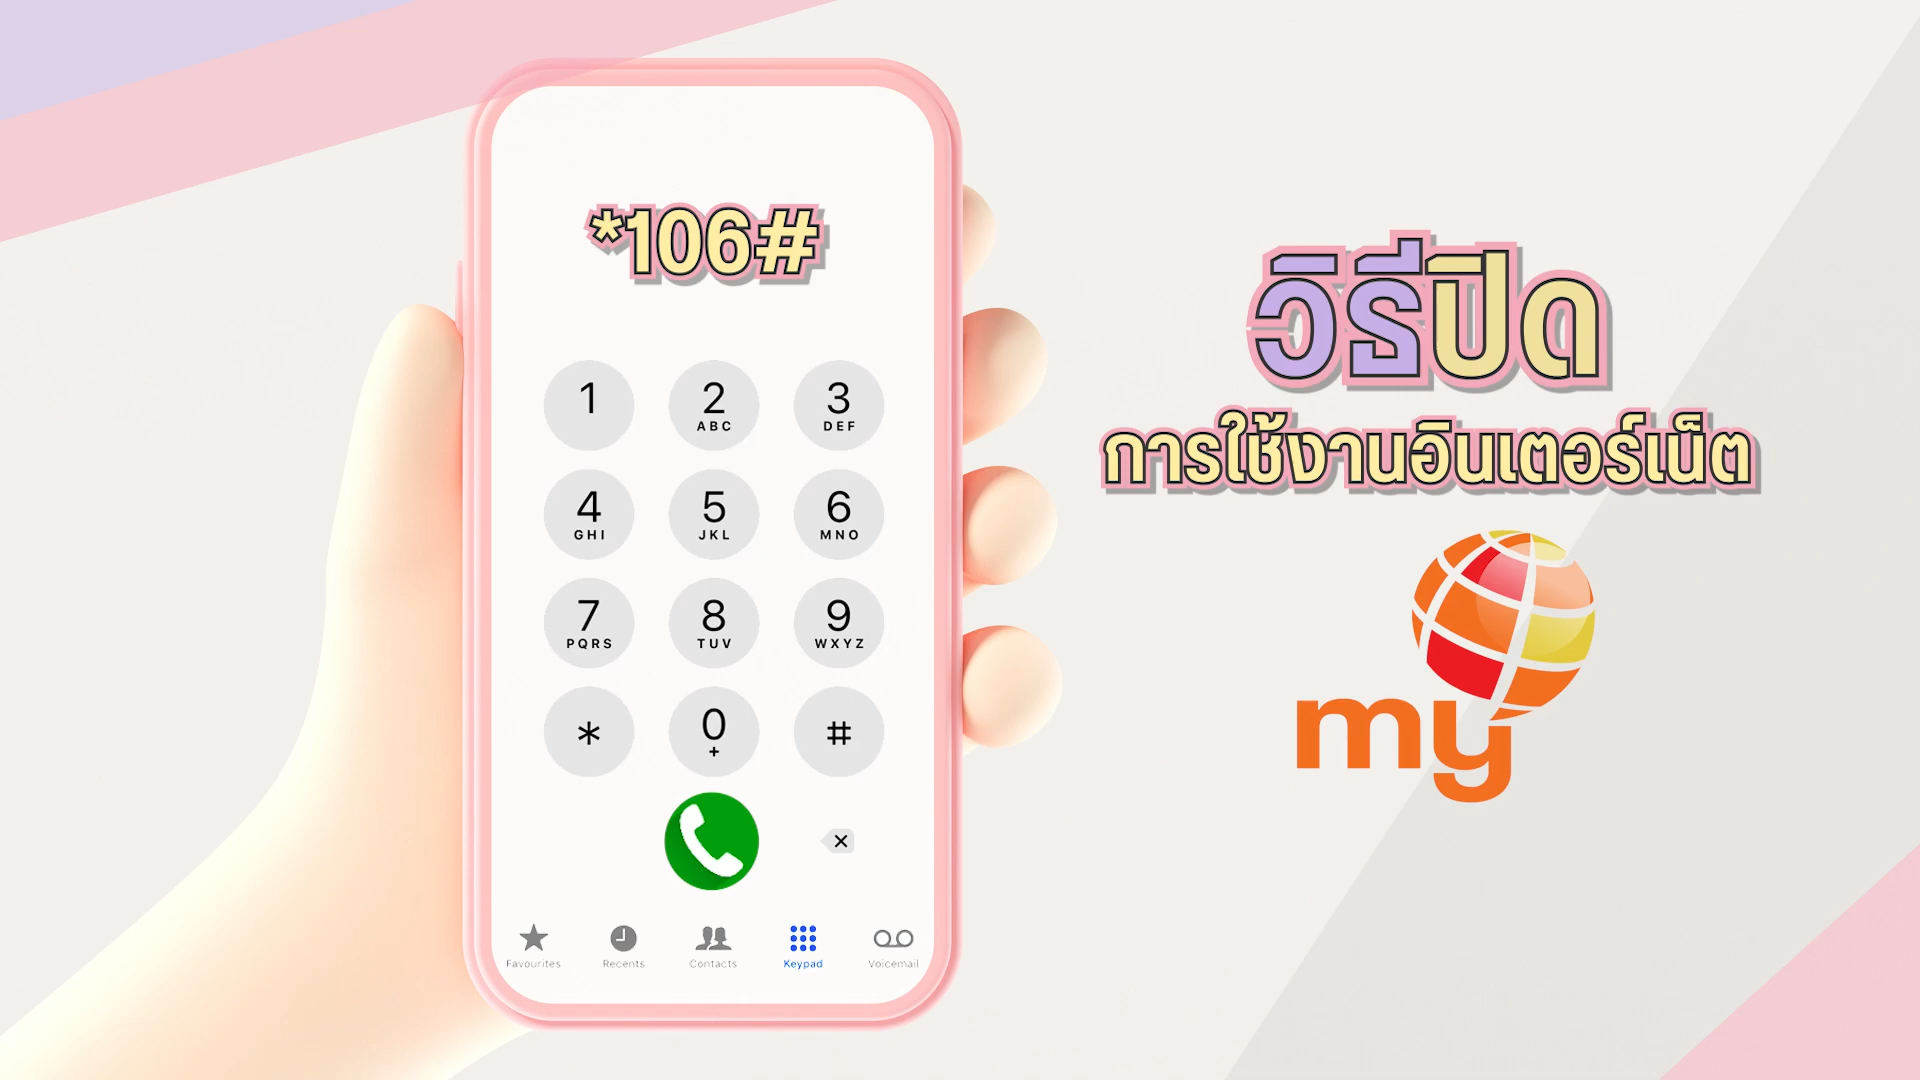 *106#
1
2
ABC
3
DEF
4
GHI
5
JKL
6
MNO
7
PQRS
8
TUV
9
WXYZ
*
0
+
#
Favourites
Recents
Contacts
Keypad
Voicemail
วิธีปิด
การใช้งานอินเตอร์เน็ต
my